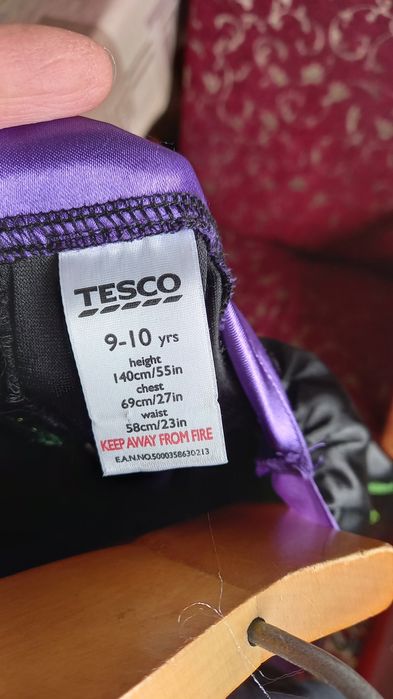 TESCO
9-10 yrs
height
140cm/55in
chest
69cm/27in
waist
58cm/23in
KEEP AWAY FROM FIRE
E.A.N.NO.5000358630213